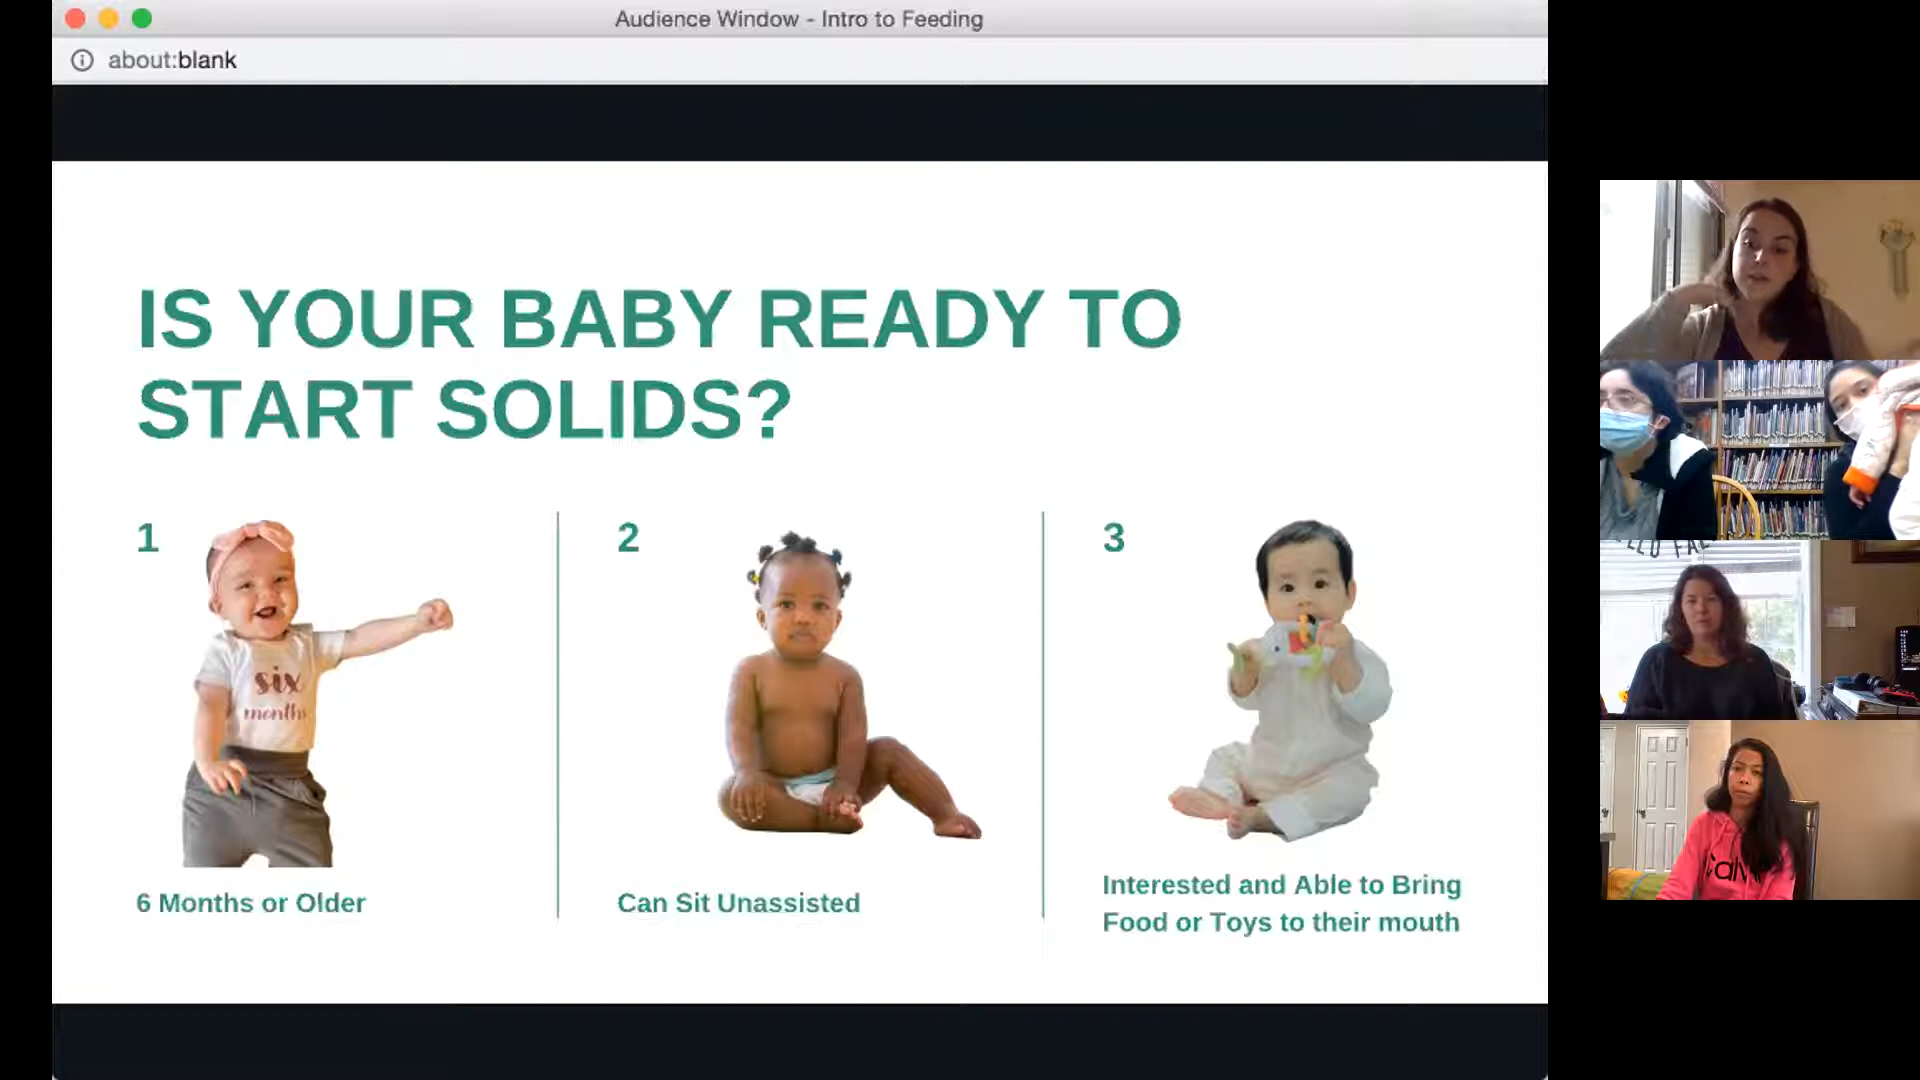 Audience Window - Intro to Feeding
about:blank
IS YOUR BABY READY TO
START SOLIDS?
1
2
3
six
months
6 Months or Older
Can Sit Unassisted
Interested and Able to Bring
Food or Toys to their mouth